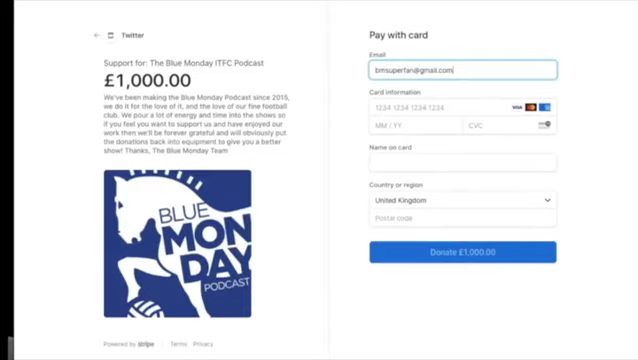 Twitter
Support for: The Blue Monday ITFC Podcast
£1,000.00
We've been making the Blue Monday Podcast since 2015,
we do it for the love of it, and the love of our fine football
club. We pour a lot of energy and time into the shows so
if you feel you want to support us and have enjoyed our
work then we'll be forever grateful and will obviously put
the donations back into equipment to give you a better
show! Thanks, The Blue Monday Team
BLUE
MON
DAY
PODCAST
Powered by stripe
Terms Privacy
Pay with card
Email
bmsuperfan@gmail.com
Card information
1234 1234 1234 1234
VISA
MM / YY
CVC
Name on card
Country or region
United Kingdom
Postal code
Donate £1,000.00